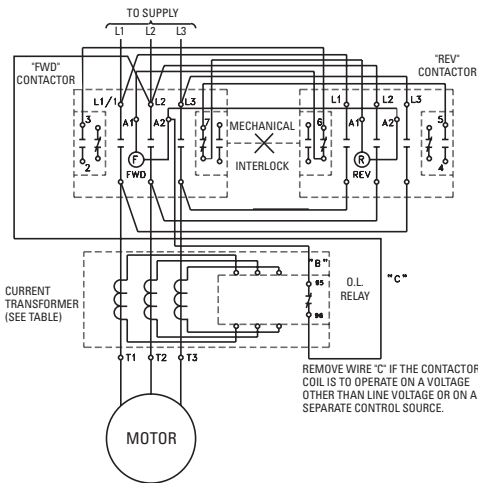 TO SUPPLY
L1 L2 L3
"FWD"
CONTACTOR
"REV"
CONTACTOR
L1/1 L2 L3
L1 L2 L3
3 A1 A2 7
MECHANICAL
6 A1 A2 5
F
FWD
INTERLOCK
R
REV
2
4
"B"
95
O.L.
RELAY
96
"C"
CURRENT
TRANSFORMER
(SEE TABLE)
T1 T2 T3
REMOVE WIRE "C" IF THE CONTACTOR
COIL IS TO OPERATE ON A VOLTAGE
OTHER THAN LINE VOLTAGE OR ON A
SEPARATE CONTROL SOURCE.
MOTOR